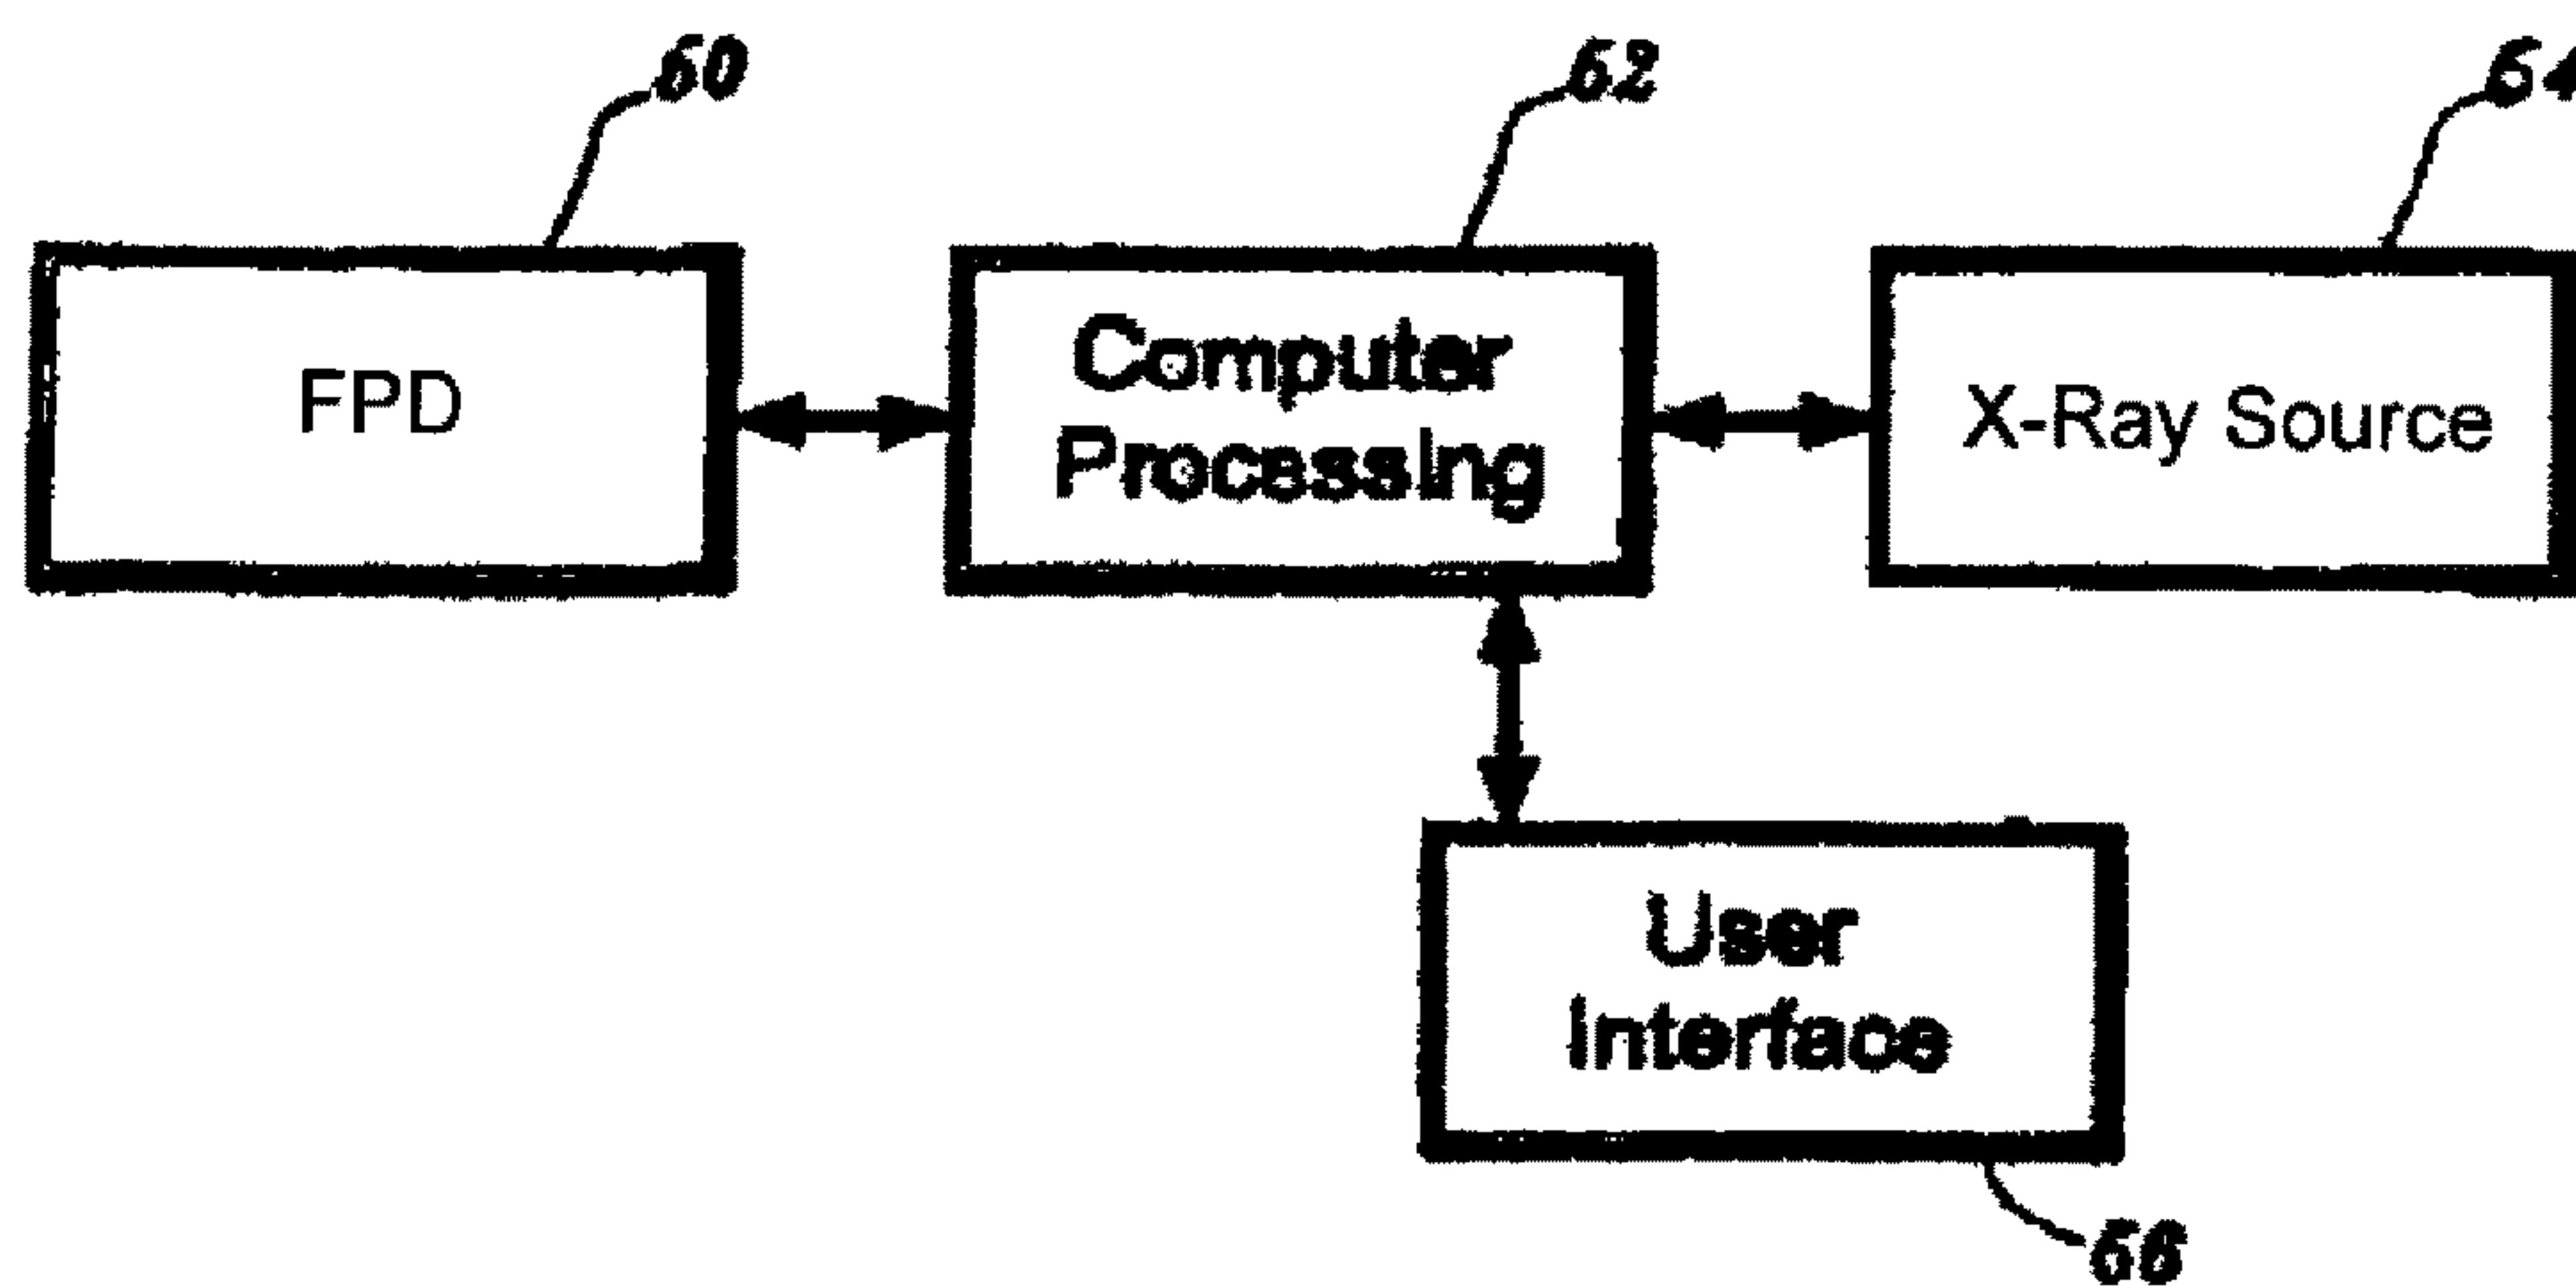 60
62
64
FPD
Computer
Processing
X-Ray Source
User
Interface
66